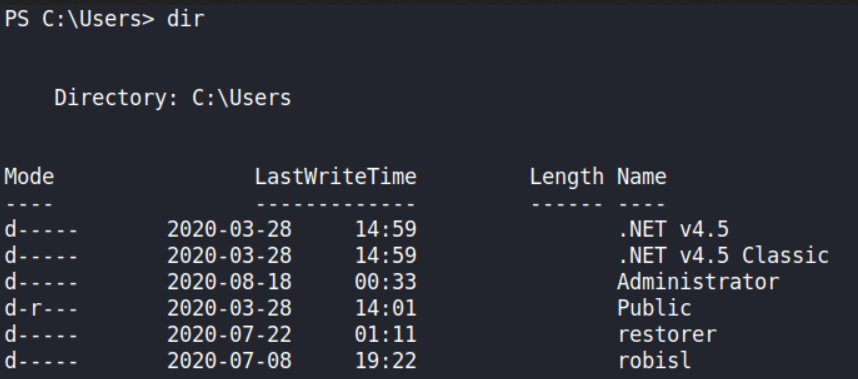 PS C:\Users> dir
Directory: C:\Users
Mode LastWriteTime Length Name
---- ------------- ------ ----
d----- 2020-03-28 14:59 .NET v4.5
d----- 2020-03-28 14:59 .NET v4.5 Classic
d----- 2020-08-18 00:33 Administrator
d-r--- 2020-03-28 14:01 Public
d----- 2020-07-22 01:11 restorer
d----- 2020-07-08 19:22 robisl